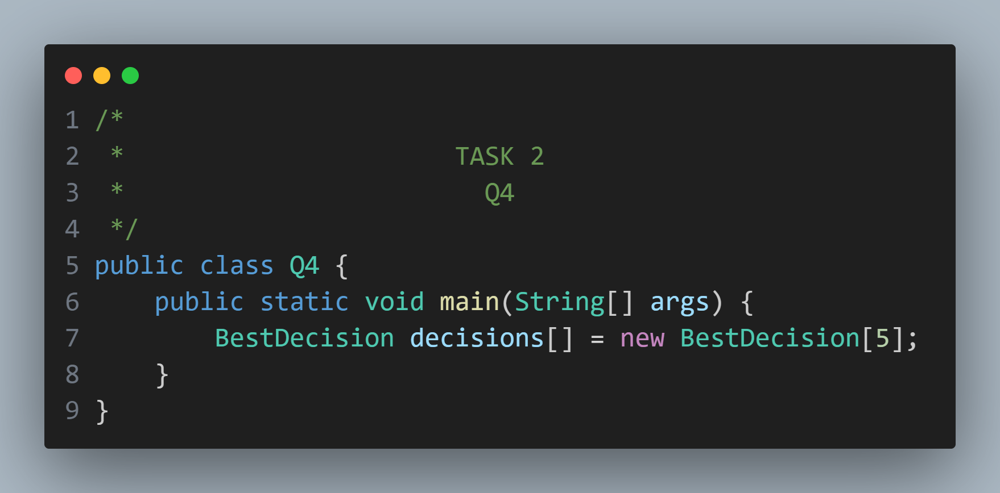 1 /*
2  *                      TASK 2
3  *                        Q4
4  */
5 public class Q4 {
6     public static void main(String[] args) {
7         BestDecision decisions[] = new BestDecision[5];
8     }
9 }